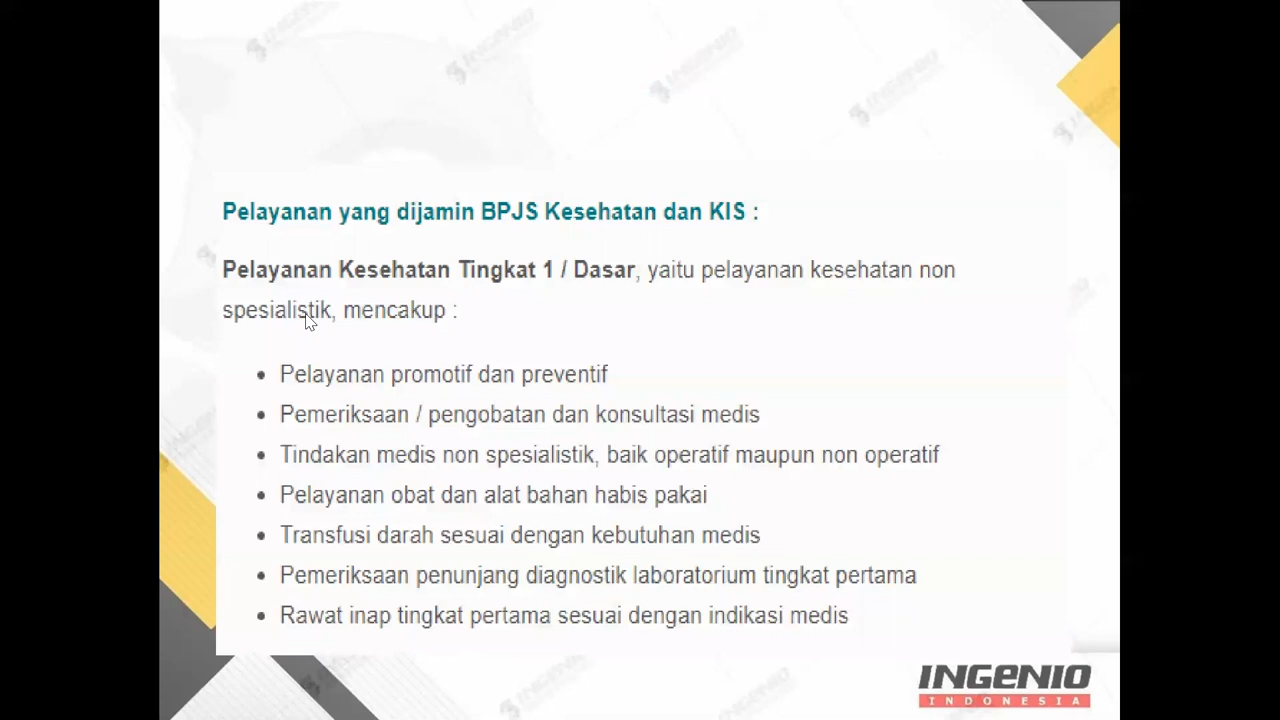 Pelayanan yang dijamin BPJS Kesehatan dan KIS :
Pelayanan Kesehatan Tingkat 1 / Dasar, yaitu pelayanan kesehatan non
spesialistik, mencakup :
• Pelayanan promotif dan preventif
• Pemeriksaan / pengobatan dan konsultasi medis
• Tindakan medis non spesialistik, baik operatif maupun non operatif
• Pelayanan obat dan alat bahan habis pakai
• Transfusi darah sesuai dengan kebutuhan medis
• Pemeriksaan penunjang diagnostik laboratorium tingkat pertama
• Rawat inap tingkat pertama sesuai dengan indikasi medis
INGENIO
INDONESIA